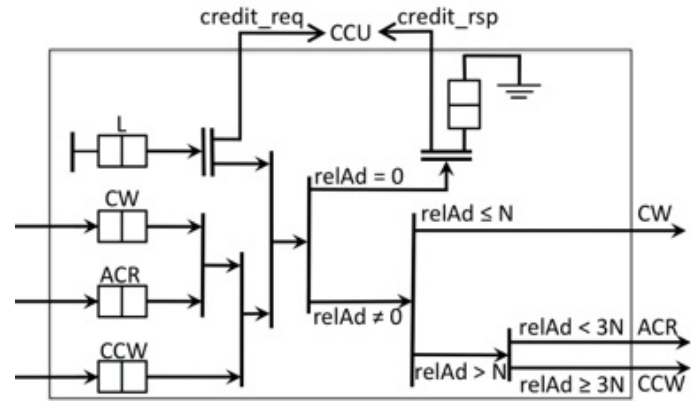 credit_req CCU credit_rsp
L
relAd = 0
CW
relAd ≤ N CW
ACR
relAd ≠ 0
relAd < 3N ACR
CCW
relAd > N
relAd ≥ 3N CCW